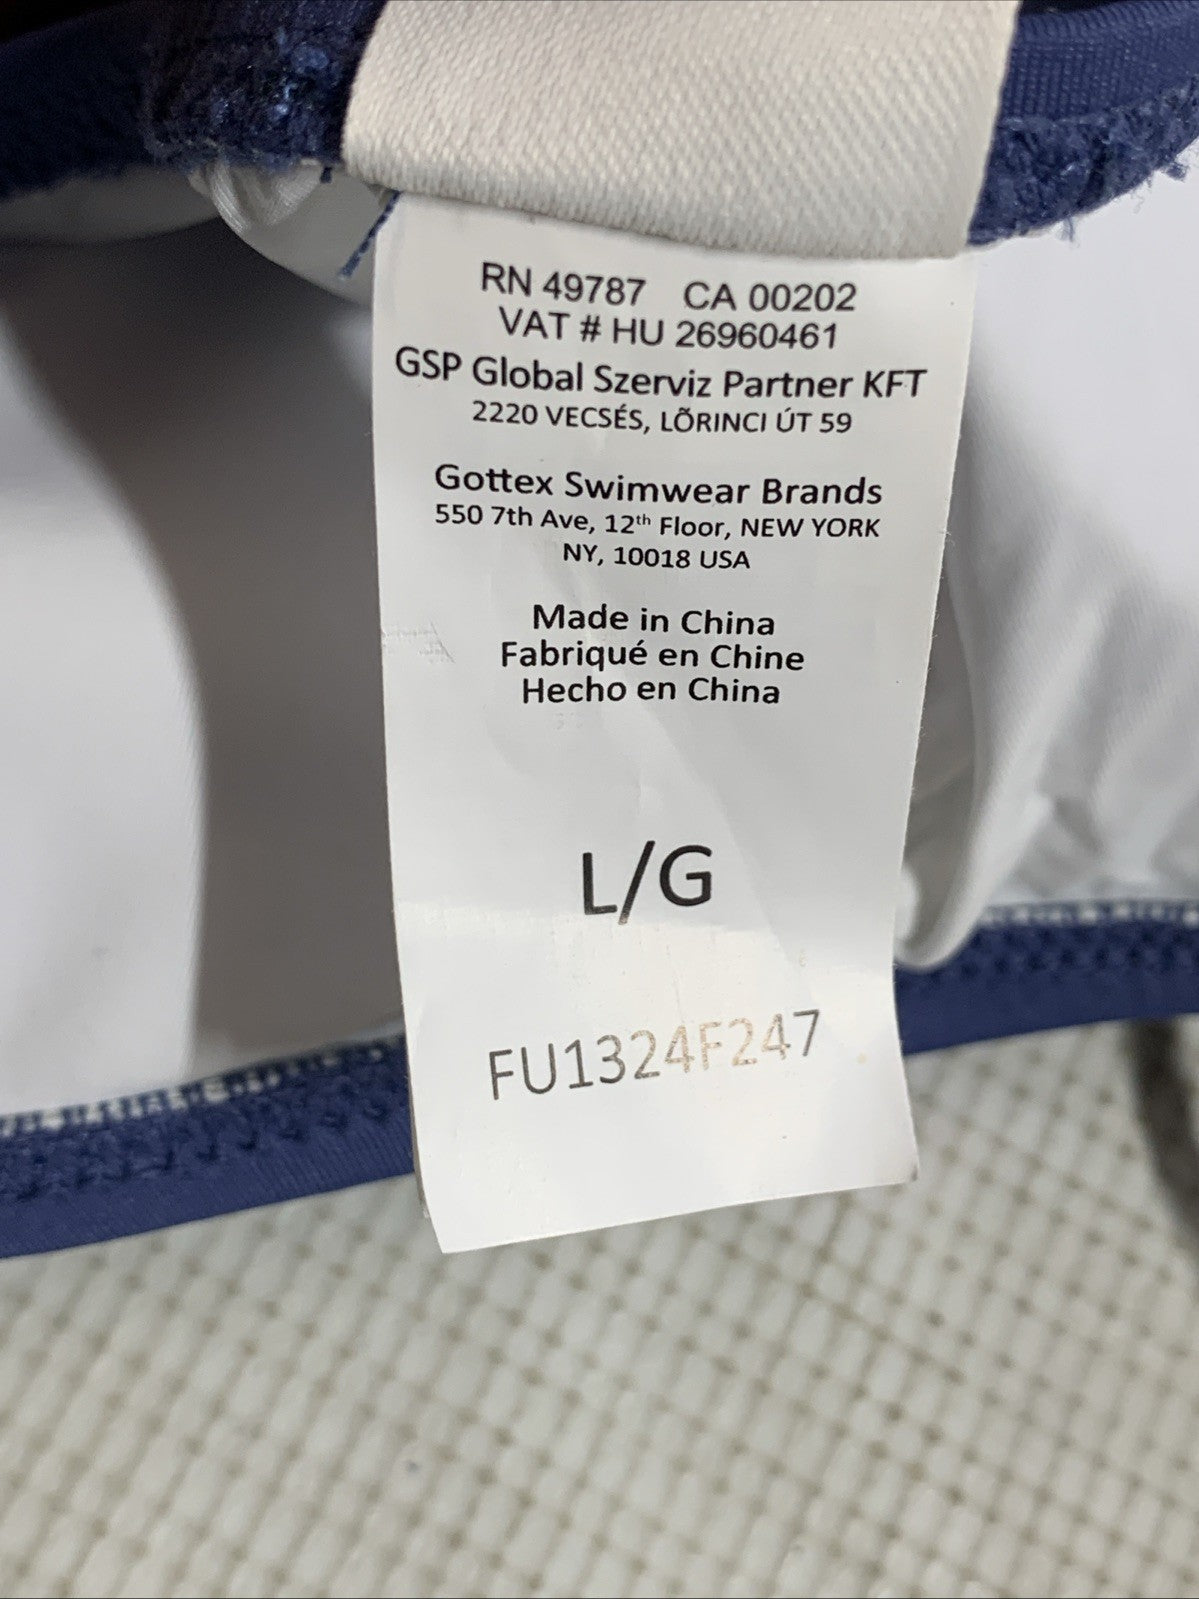 RN 49787 CA 00202
VAT # HU 26960461
GSP Global Szerviz Partner KFT
2220 VECSÉS, LÕRINCI ÚT 59
Gottex Swimwear Brands
550 7th Ave, 12th Floor, NEW YORK
NY, 10018 USA
Made in China
Fabriqué en Chine
Hecho en China
L/G
FU1324F247